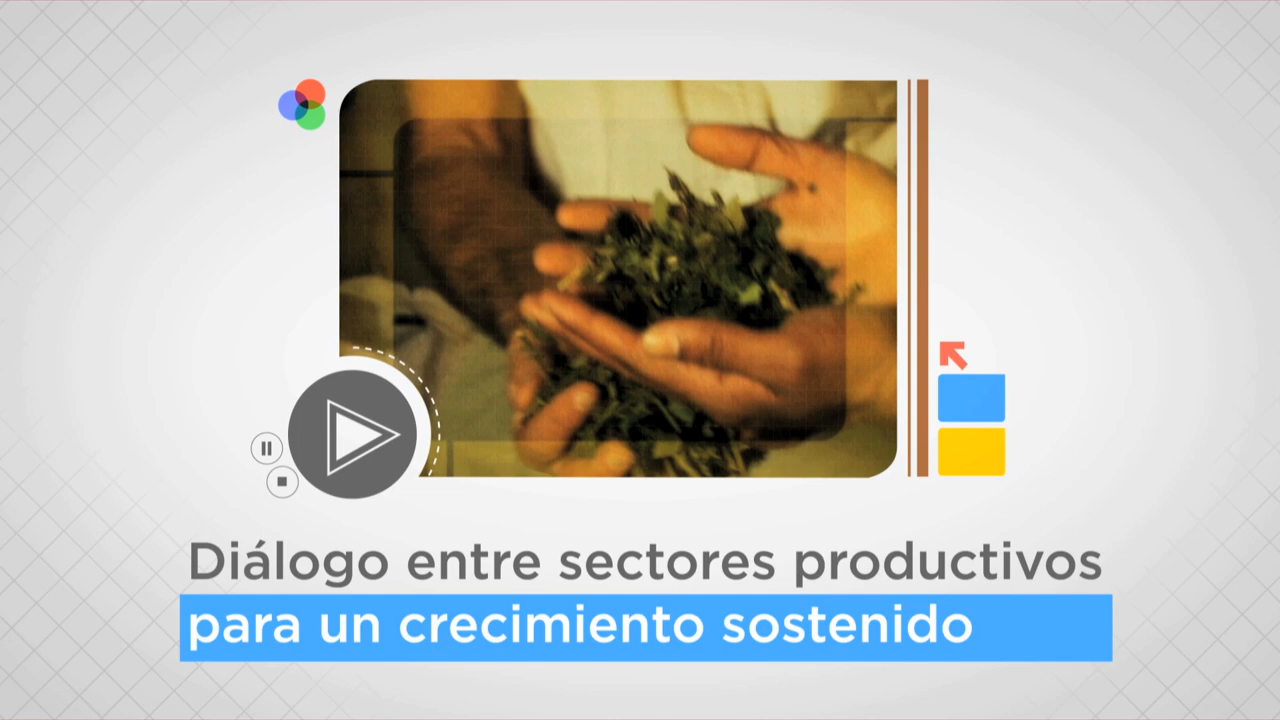 Diálogo entre sectores productivos
para un crecimiento sostenido